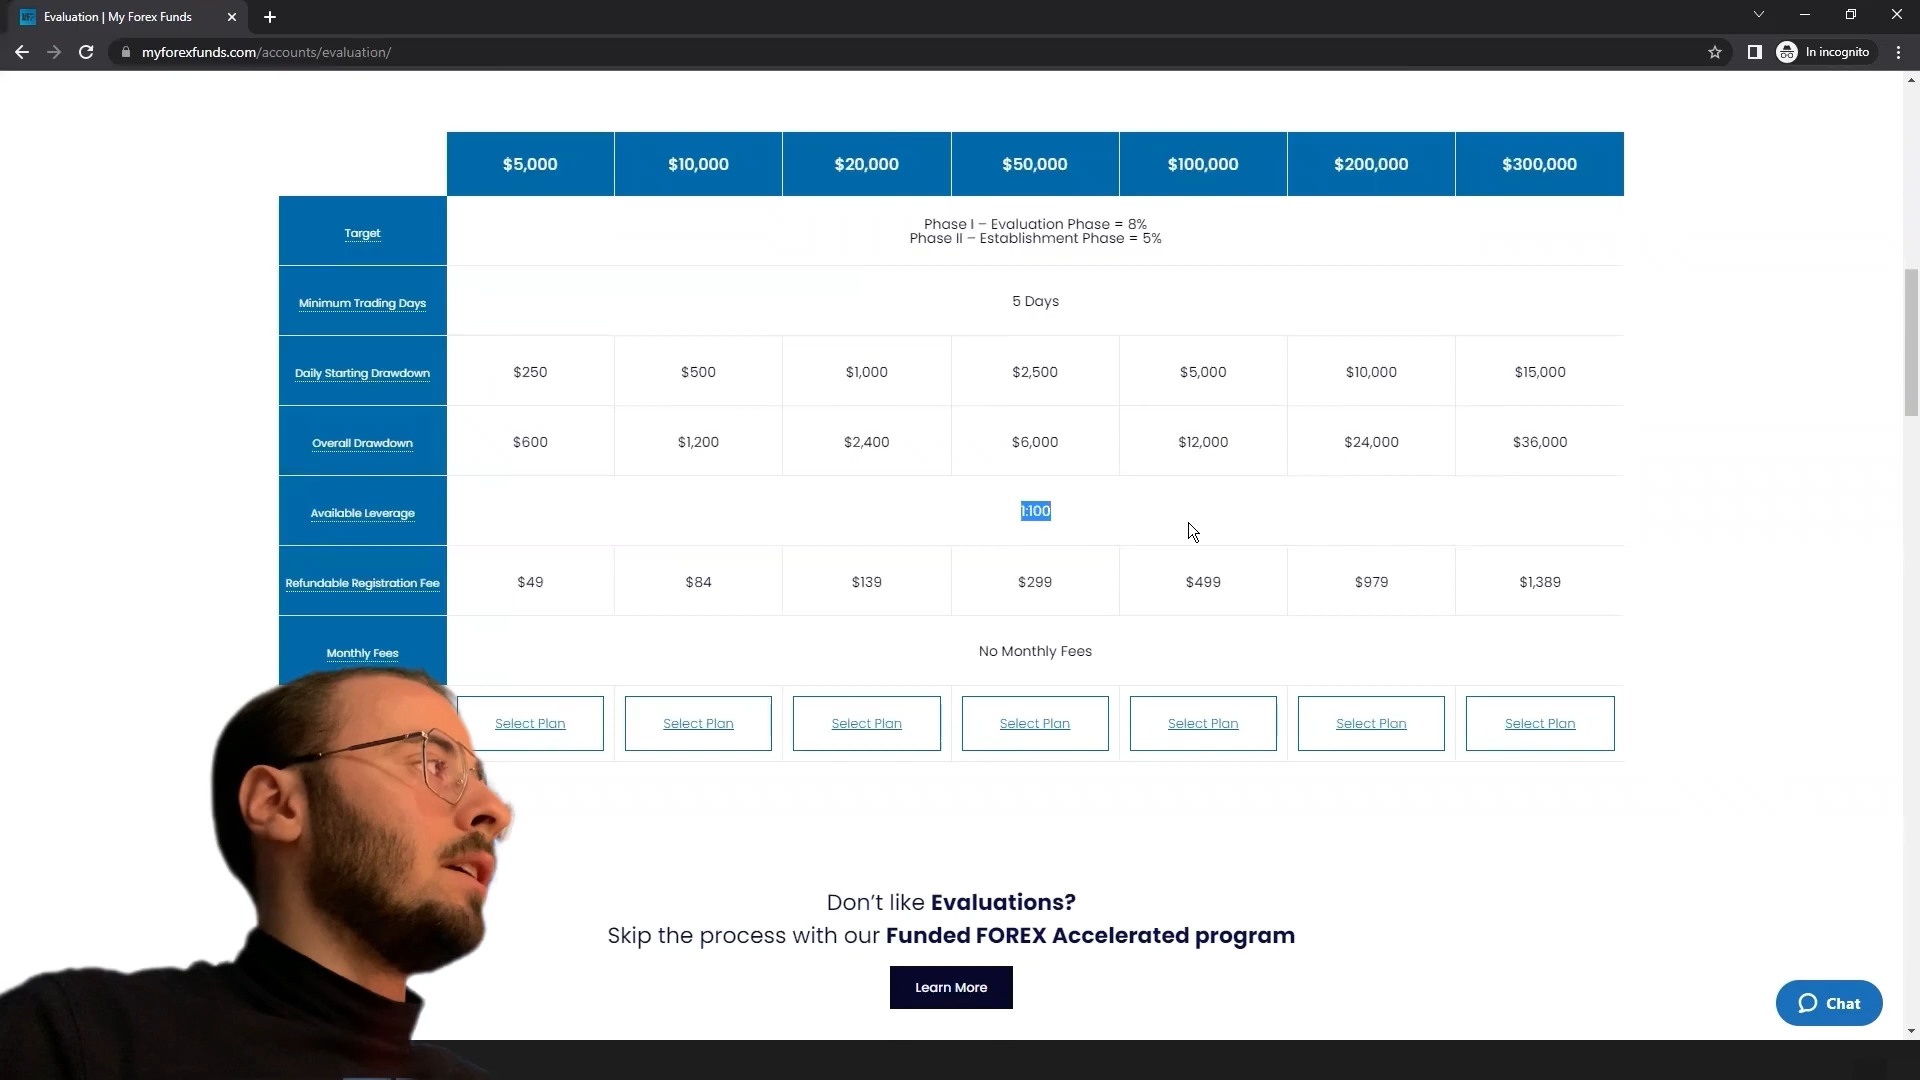 Evaluation | My Forex Funds
myforexfunds.com/accounts/evaluation/
In incognito
$5,000 $10,000 $20,000 $50,000 $100,000 $200,000 $300,000
Target
Phase I – Evaluation Phase = 8%
Phase II – Establishment Phase = 5%
Minimum Trading Days 5 Days
Daily Starting Drawdown $250 $500 $1,000 $2,500 $5,000 $10,000 $15,000
Overall Drawdown $600 $1,200 $2,400 $6,000 $12,000 $24,000 $36,000
Available Leverage 1:100
Refundable Registration Fee $49 $84 $139 $299 $499 $979 $1,389
Monthly Fees No Monthly Fees
Select Plan Select Plan Select Plan Select Plan Select Plan Select Plan Select Plan
Don't like Evaluations?
Skip the process with our Funded FOREX Accelerated program
Learn More
Chat